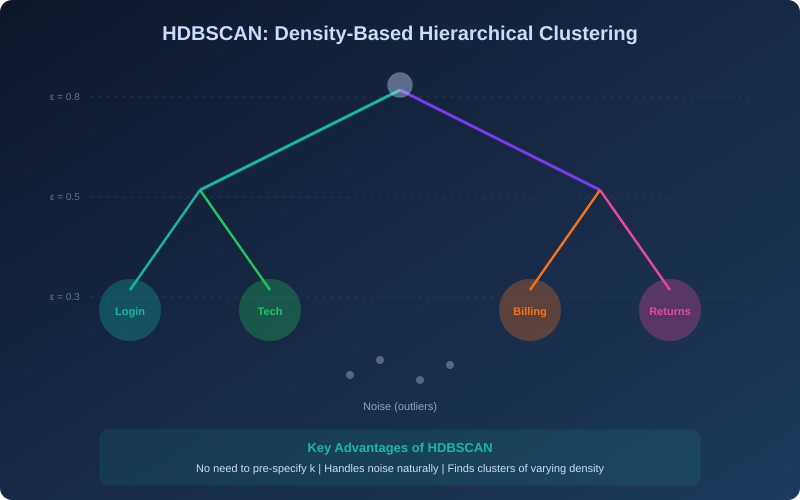 HDBSCAN: Density-Based Hierarchical Clustering
ε = 0.8
ε = 0.5
ε = 0.3
Login
Tech
Billing
Returns
Noise (outliers)
Key Advantages of HDBSCAN
No need to pre-specify k | Handles noise naturally | Finds clusters of varying density